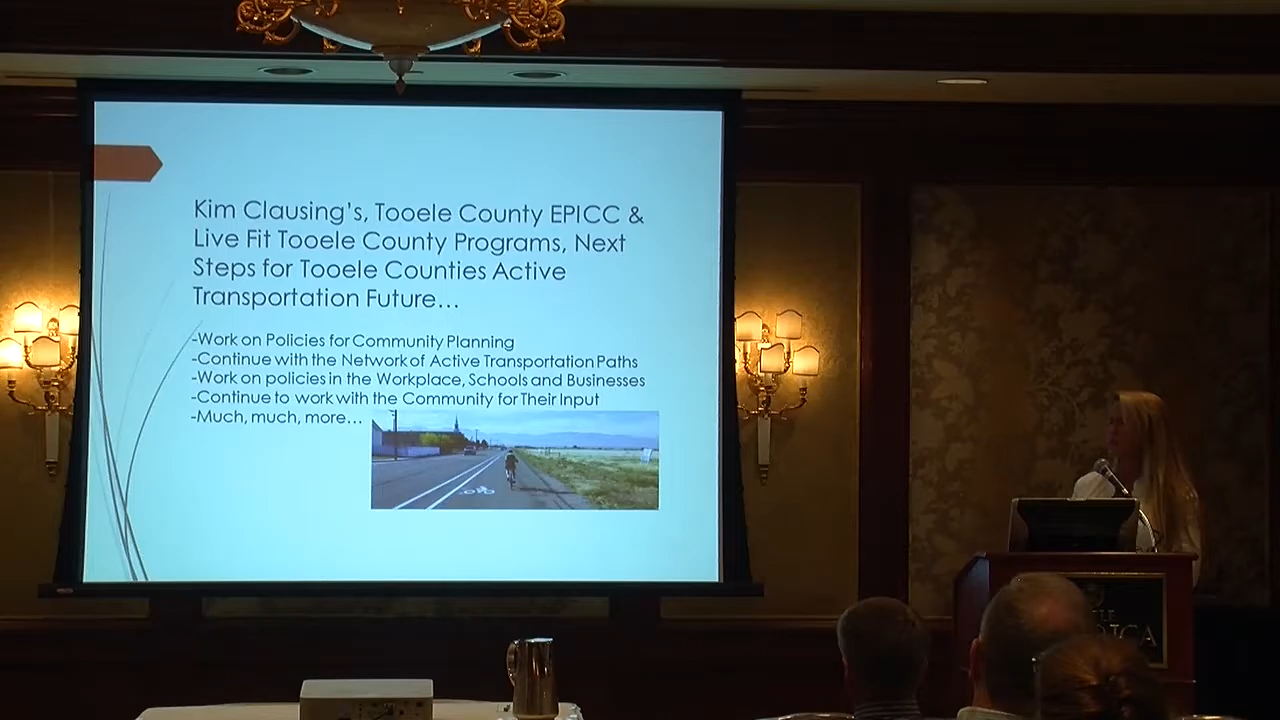 Kim Clausing's, Tooele County EPICC &
Live Fit Tooele County Programs, Next
Steps for Tooele Counties Active
Transportation Future...
-Work on Policies for Community Planning
-Continue with the Network of Active Transportation Paths
-Work on policies in the Workplace, Schools and Businesses
-Continue to work with the Community for Their Input
-Much, much, more...